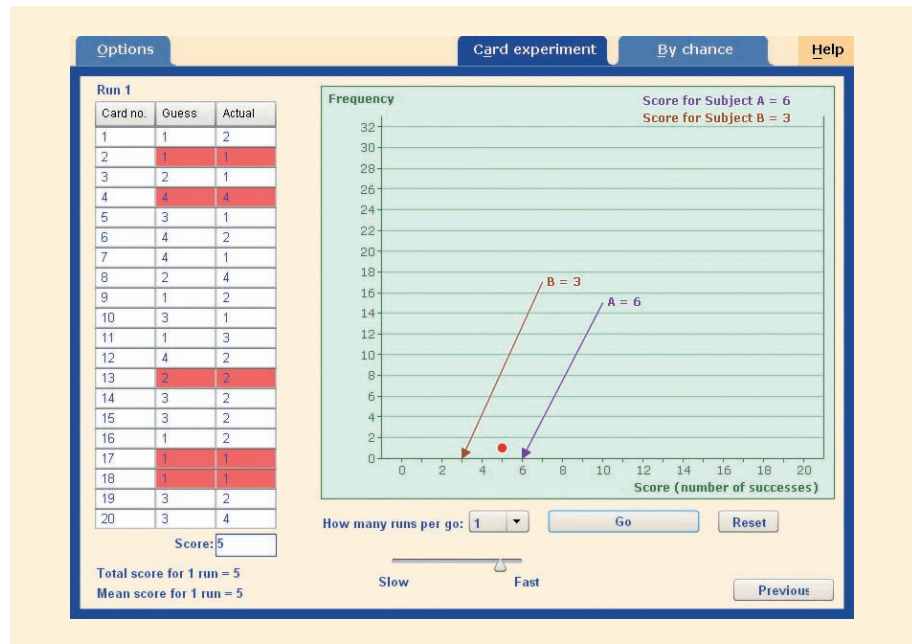 Options
Card experiment
By chance
Help
Run 1
Card no. Guess Actual
1 1 2
2 1 1
3 2 1
4 4 4
5 3 1
6 4 2
7 4 1
8 2 4
9 1 2
10 3 1
11 1 3
12 4 2
13 2 2
14 3 2
15 3 2
16 1 2
17 1 1
18 1 1
19 3 2
20 3 4
Score: 5
Total score for 1 run = 5
Mean score for 1 run = 5
Frequency
Score for Subject A = 6
Score for Subject B = 3
32
30
28
26
24
22
20
18
16
14
12
10
8
6
4
2
0
B = 3
A = 6
0 2 4 6 8 10 12 14 16 18 20
Score (number of successes)
How many runs per go: 1
Go
Reset
Slow
Fast
Previous